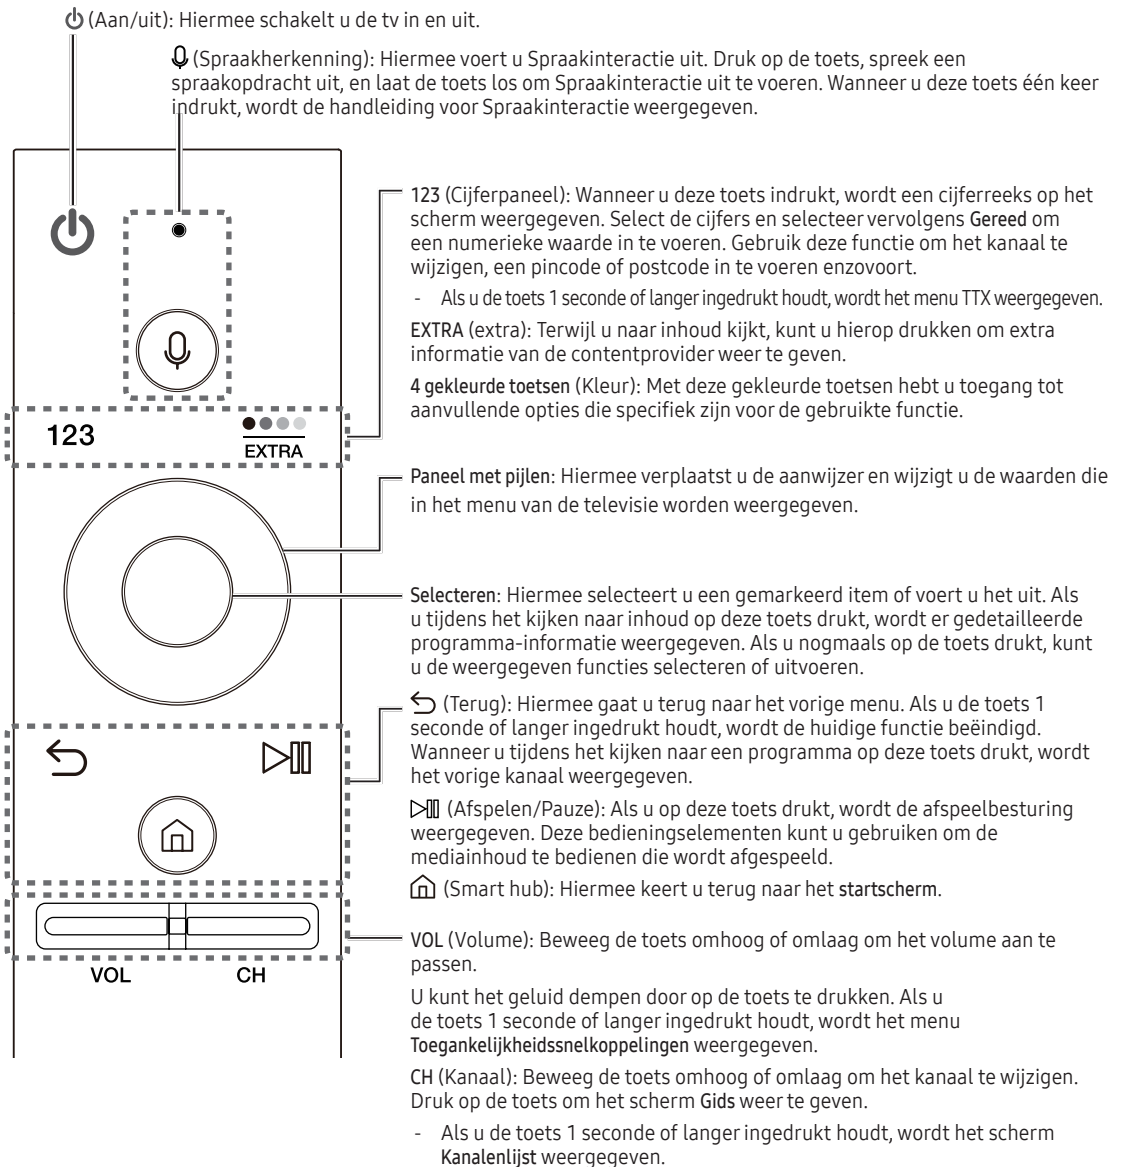 (Aan/uit): Hiermee schakelt u de tv in en uit.
(Spraakherkenning): Hiermee voert u Spraakinteractie uit. Druk op de toets, spreek een
spraakopdracht uit, en laat de toets los om Spraakinteractie uit te voeren. Wanneer u deze toets één keer
indrukt, wordt de handleiding voor Spraakinteractie weergegeven.
123 (Cijferpaneel): Wanneer u deze toets indrukt, wordt een cijferreeks op het
scherm weergegeven. Select de cijfers en selecteer vervolgens Gereed om
een numerieke waarde in te voeren. Gebruik deze functie om het kanaal te
wijzigen, een pincode of postcode in te voeren enzovoort.
- Als u de toets 1 seconde of langer ingedrukt houdt, wordt het menu TTX weergegeven.
EXTRA (extra): Terwijl u naar inhoud kijkt, kunt u hierop drukken om extra
informatie van de contentprovider weer te geven.
4 gekleurde toetsen (Kleur): Met deze gekleurde toetsen hebt u toegang tot
aanvullende opties die specifiek zijn voor de gebruikte functie.
123
EXTRA
Paneel met pijlen: Hiermee verplaatst u de aanwijzer en wijzigt u de waarden die
in het menu van de televisie worden weergegeven.
Selecteren: Hiermee selecteert u een gemarkeerd item of voert u het uit. Als
u tijdens het kijken naar inhoud op deze toets drukt, wordt er gedetailleerde
programma-informatie weergegeven. Als u nogmaals op de toets drukt, kunt
u de weergegeven functies selecteren of uitvoeren.
(Terug): Hiermee gaat u terug naar het vorige menu. Als u de toets 1
seconde of langer ingedrukt houdt, wordt de huidige functie beëindigd.
Wanneer u tijdens het kijken naar een programma op deze toets drukt, wordt
het vorige kanaal weergegeven.
(Afspelen/Pauze): Als u op deze toets drukt, wordt de afspeelbesturing
weergegeven. Deze bedieningselementen kunt u gebruiken om de
mediainhoud te bedienen die wordt afgespeeld.
(Smart hub): Hiermee keert u terug naar het startscherm.
VOL (Volume): Beweeg de toets omhoog of omlaag om het volume aan te
passen.
VOL
CH
U kunt het geluid dempen door op de toets te drukken. Als u
de toets 1 seconde of langer ingedrukt houdt, wordt het menu
Toegankelijkheidssnelkoppelingen weergegeven.
CH (Kanaal): Beweeg de toets omhoog of omlaag om het kanaal te wijzigen.
Druk op de toets om het scherm Gids weer te geven.
- Als u de toets 1 seconde of langer ingedrukt houdt, wordt het scherm
Kanalenlijst weergegeven.